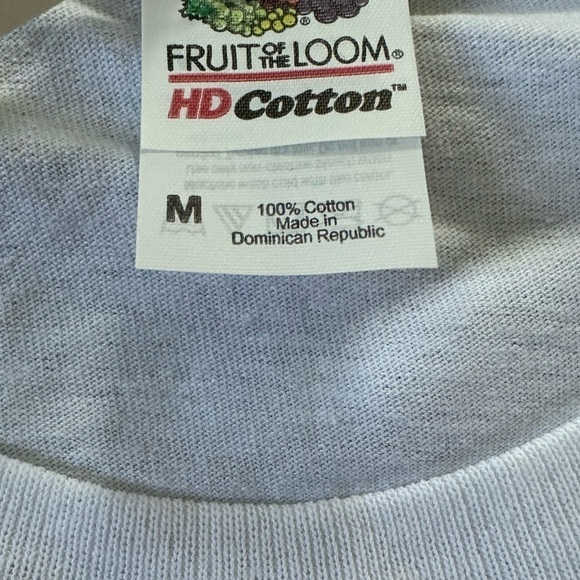 ®
FRUIT OF THE LOOM®
HD Cotton™
M
100% Cotton
Made in
Dominican Republic